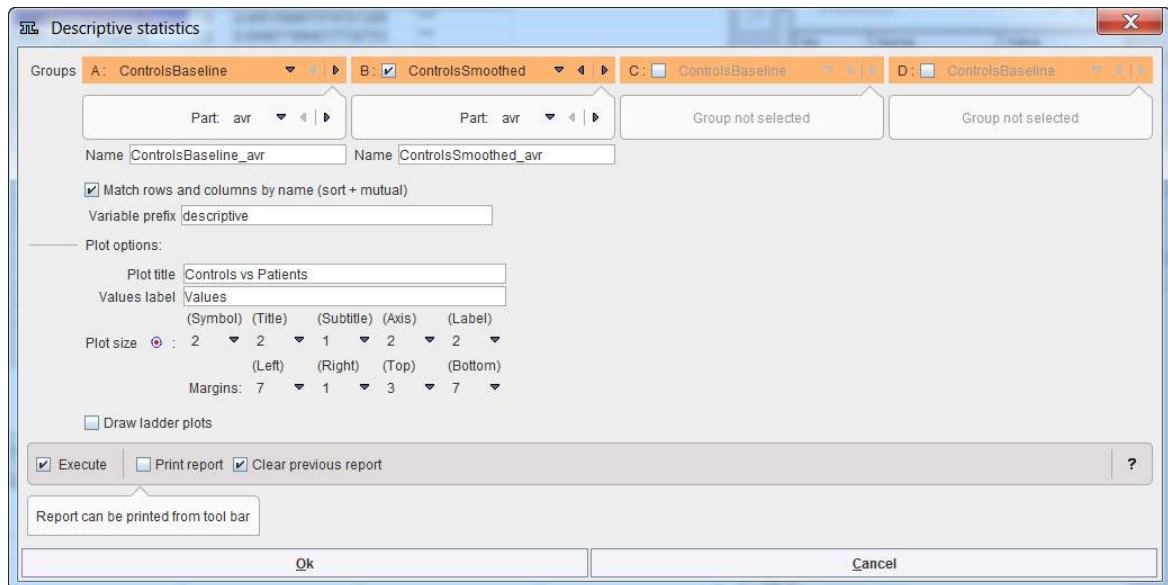 Descriptive statistics
Groups A: ControlsBaseline B: ControlsSmoothed C: ControlsBaseline D: ControlsBaseline
Part: avr Part: avr Group not selected Group not selected
Name ControlsBaseline_avr Name ControlsSmoothed_avr
Match rows and columns by name (sort + mutual)
Variable prefix descriptive
Plot options:
Plot title Controls vs Patients
Values label Values
(Symbol) (Title) (Subtitle) (Axis) (Label)
Plot size : 2 2 1 2 2
(Left) (Right) (Top) (Bottom)
Margins: 7 1 3 7
Draw ladder plots
Execute Print report Clear previous report ?
Report can be printed from tool bar
Ok Cancel